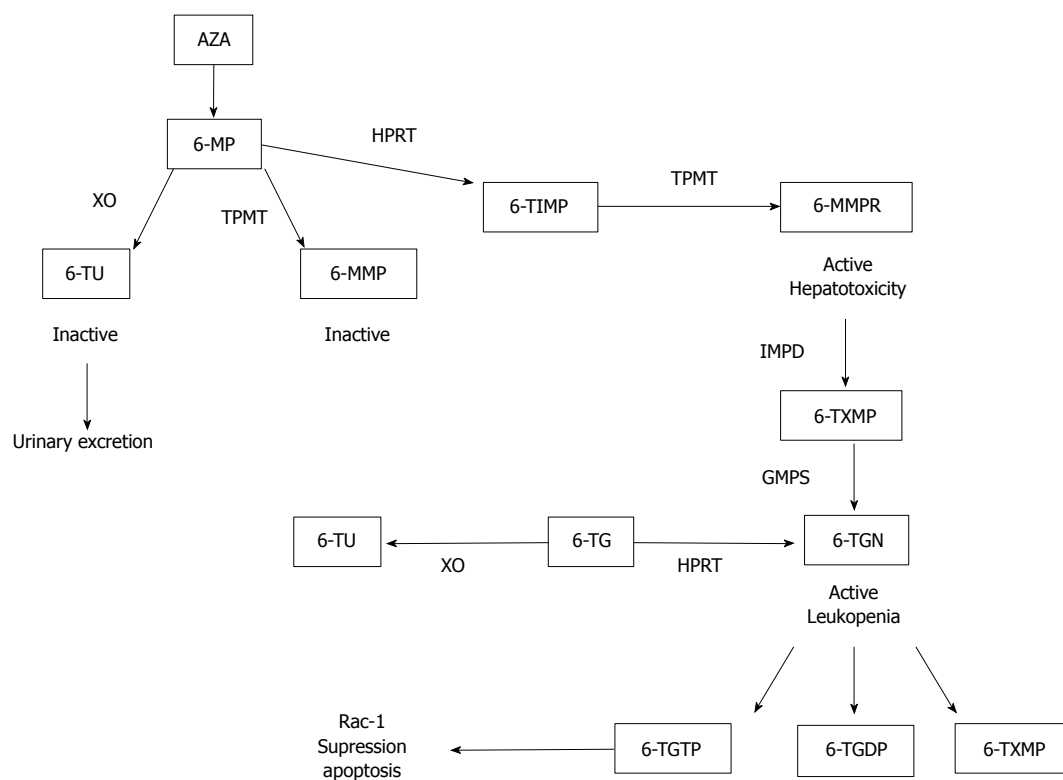 AZA
6-MP
HPRT
XO
TPMT
6-TIMP
TPMT
6-MMPR
6-TU
6-MMP
Active
Hepatotoxicity
Inactive
Inactive
IMPD
Urinary excretion
6-TXMP
GMPS
6-TU
XO
6-TG
HPRT
6-TGN
Active
Leukopenia
Rac-1
Supression
apoptosis
6-TGTP
6-TGDP
6-TXMP